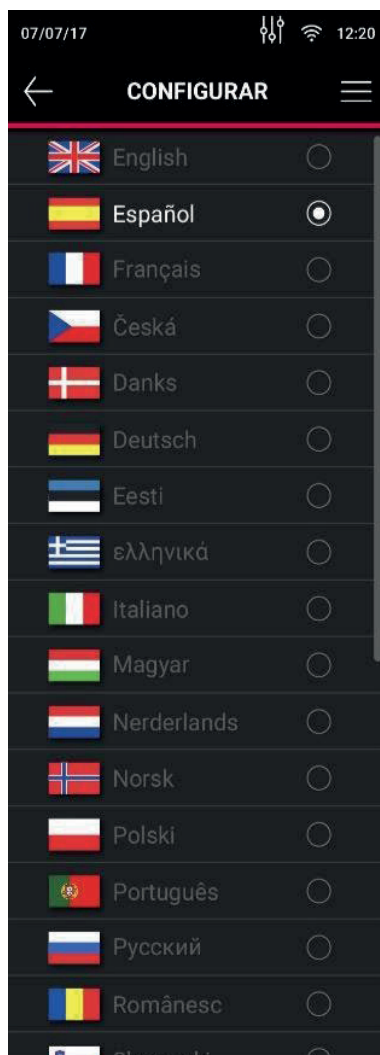 07/07/17 12:20
CONFIGURAR
English
Español
Français
Česká
Danks
Deutsch
Eesti
ελληνικά
Italiano
Magyar
Nerderlands
Norsk
Polski
Português
Русский
Românesc